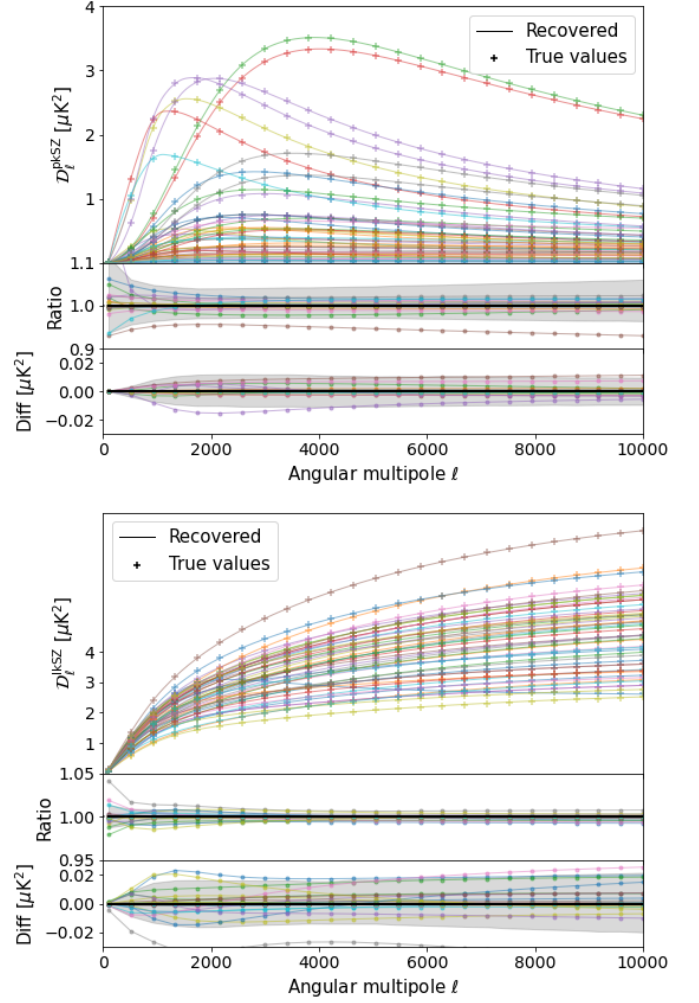 4
3
2
1
D_ℓ^pkSZ [μK²]
Recovered
True values
1.1
1.0
0.9
Ratio
0.02
0.00
−0.02
Diff [μK²]
0 2000 4000 6000 8000 10000
Angular multipole ℓ
Recovered
True values
4
3
2
1
D_ℓ^lkSZ [μK²]
1.05
1.00
0.95
Ratio
0.02
0.00
−0.02
Diff [μK²]
0 2000 4000 6000 8000 10000
Angular multipole ℓ